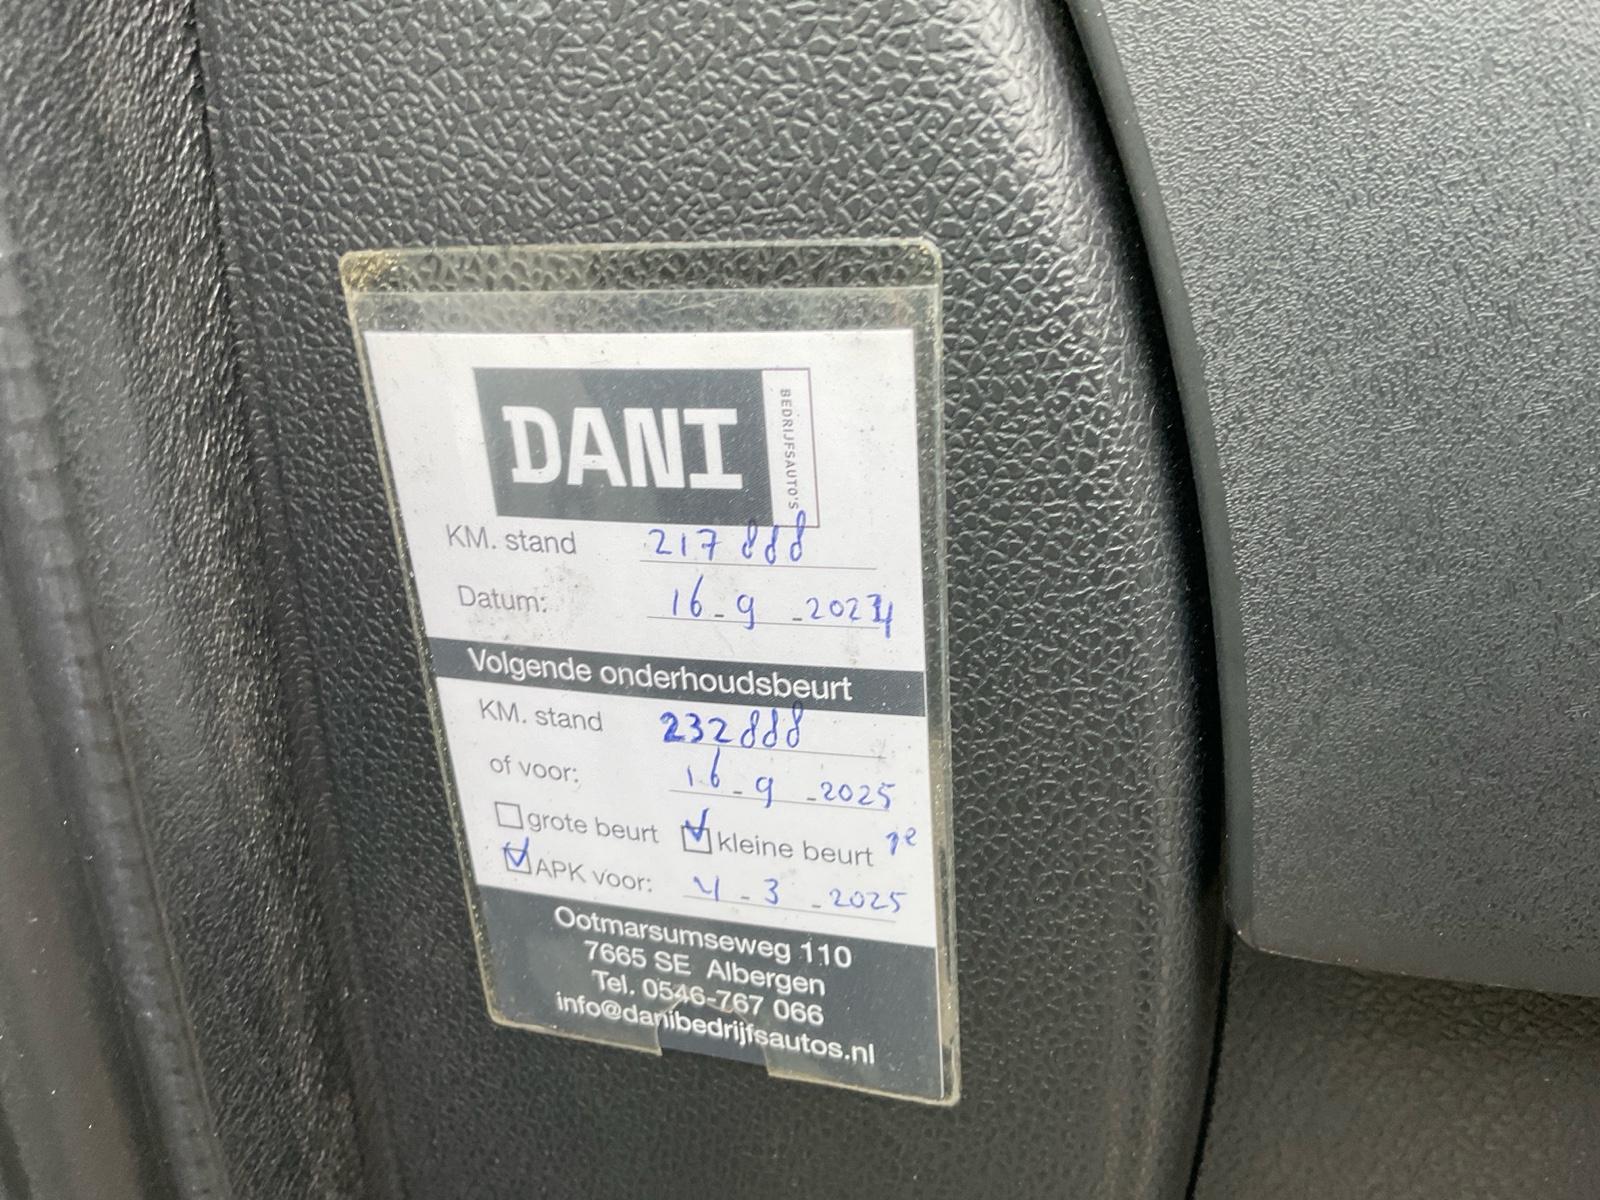 DANI
BEDRIJFSAUTO'S
KM. stand 217 888
Datum: 16-9-2024
Volgende onderhoudsbeurt
KM. stand 232888
of voor: 16-9-2025
grote beurt kleine beurt
APK voor: 4-3-2025
Ootmarsumseweg 110
7665 SE Albergen
Tel. 0546-767 066
info@danibedrijfsautos.nl